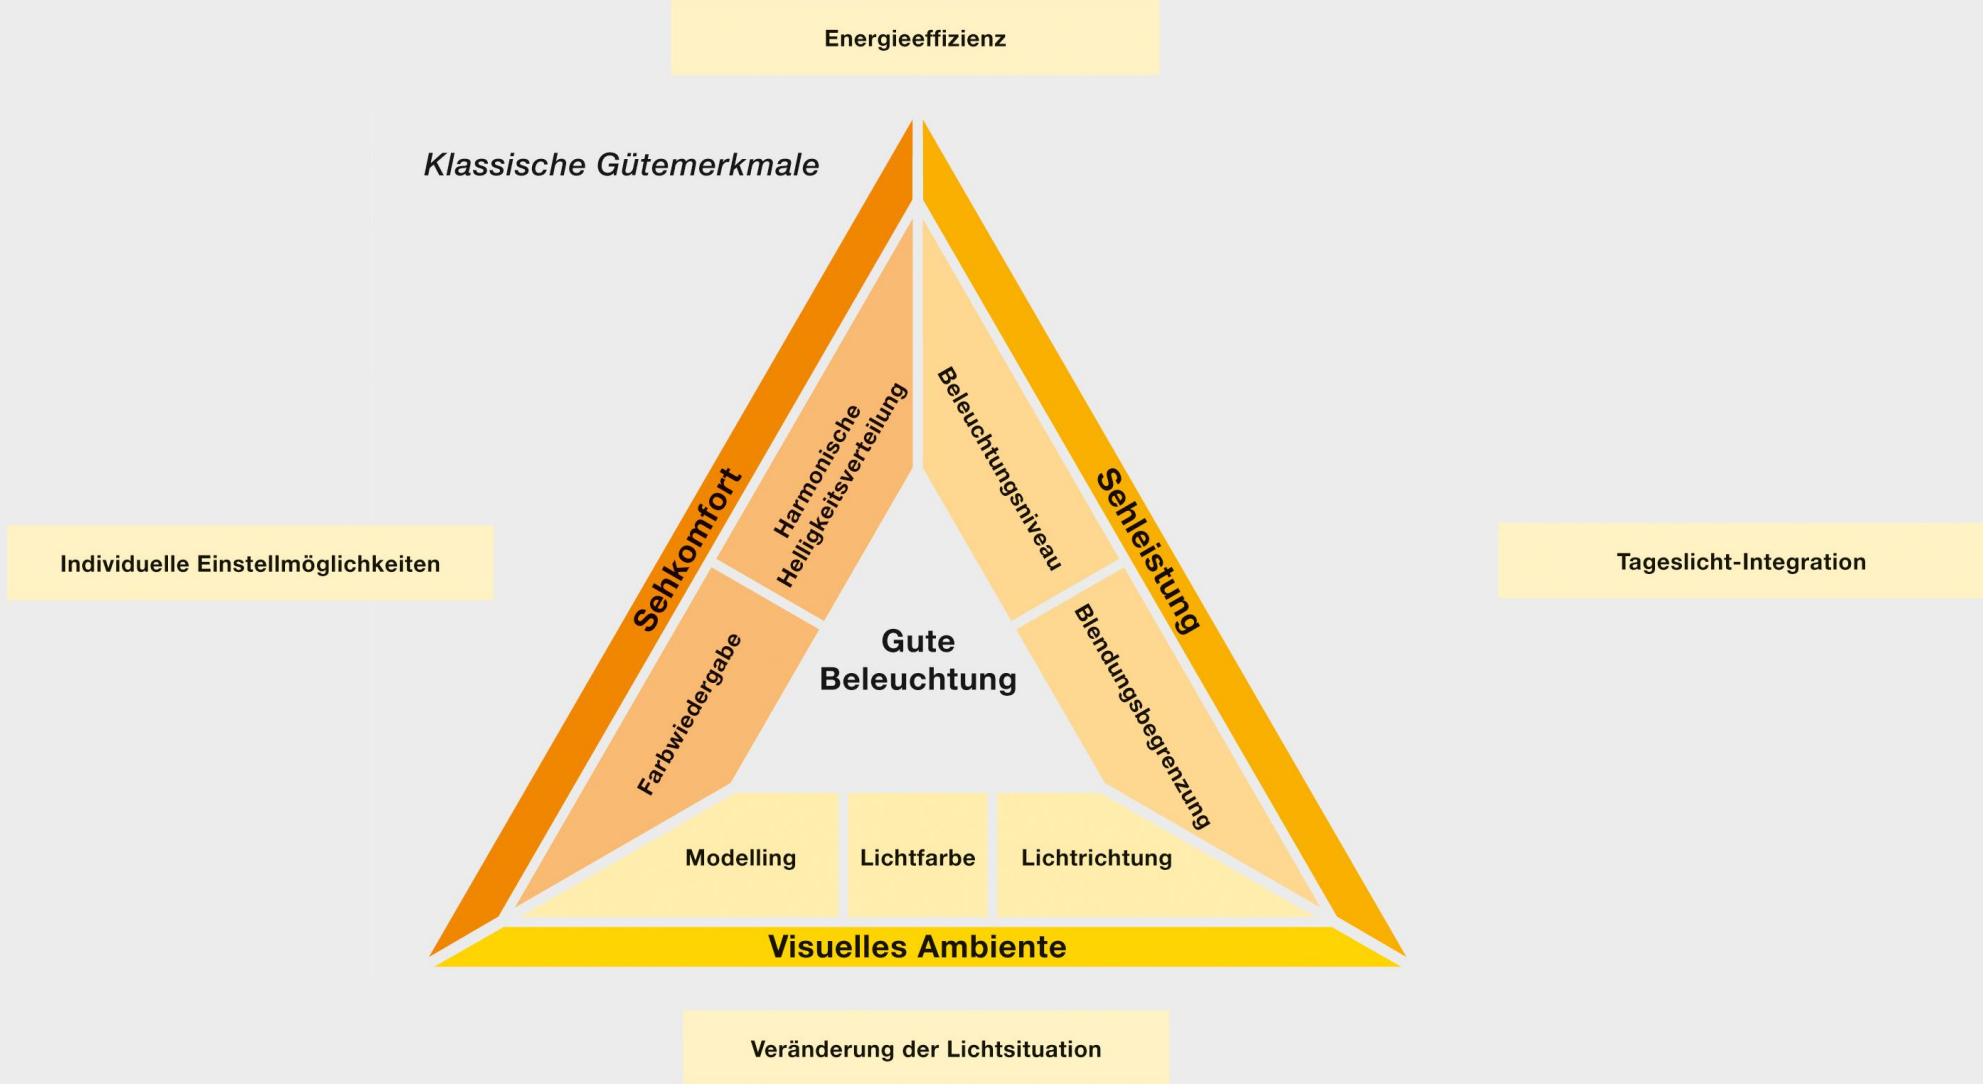 Energieeffizienz
Klassische Gütemerkmale
Sehkomfort
Harmonische
Helligkeitsverteilung
Farbwiedergabe
Beleuchtungsniveau
Blendungsbegrenzung
Sehleistung
Individuelle Einstellmöglichkeiten
Tageslicht-Integration
Gute
Beleuchtung
Modelling
Lichtfarbe
Lichtrichtung
Visuelles Ambiente
Veränderung der Lichtsituation